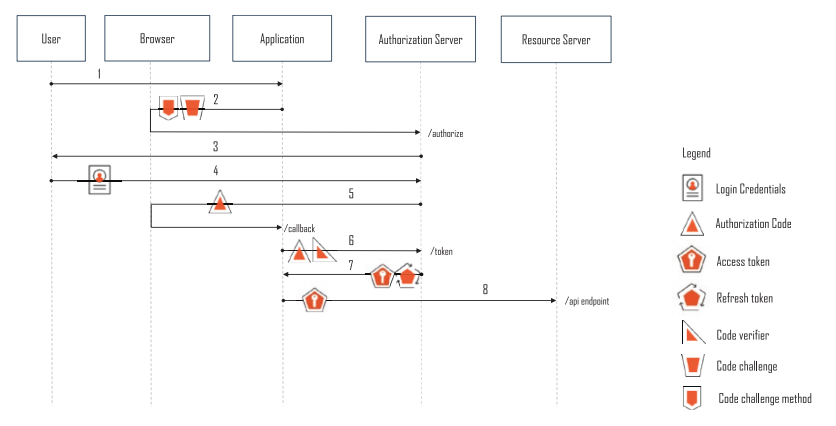 User
Browser
Application
Authorization Server
Resource Server
1
2
/authorize
3
4
5
/callback
6
/token
7
8
/api endpoint
Legend
Login Credentials
Authorization Code
Access token
Refresh token
Code verifier
Code challenge
Code challenge method